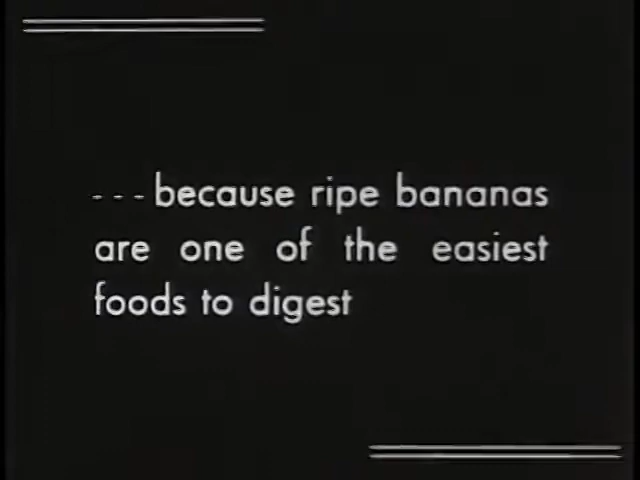 - - - because ripe bananas
are one of the easiest
foods to digest